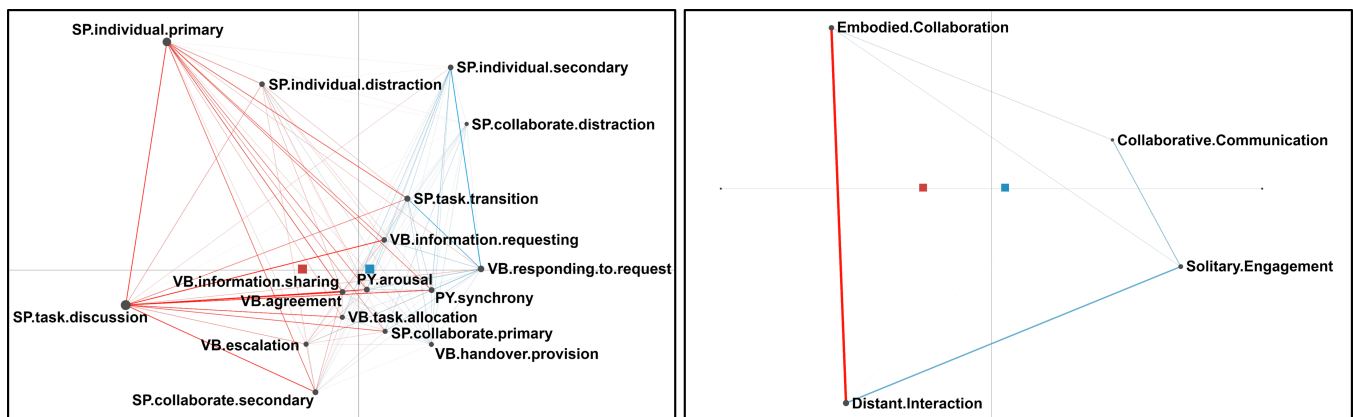 SP.individual.primary
SP.individual.secondary
SP.individual.distraction
SP.collaborate.distraction
SP.task.transition
VB.information.requesting
VB.responding.to.request
VB.information.sharing
PY.arousal
VB.agreement
PY.synchrony
SP.task.discussion
VB.task.allocation
SP.collaborate.primary
VB.escalation
VB.handover.provision
SP.collaborate.secondary
Embodied.Collaboration
Collaborative.Communication
Solitary.Engagement
Distant.Interaction